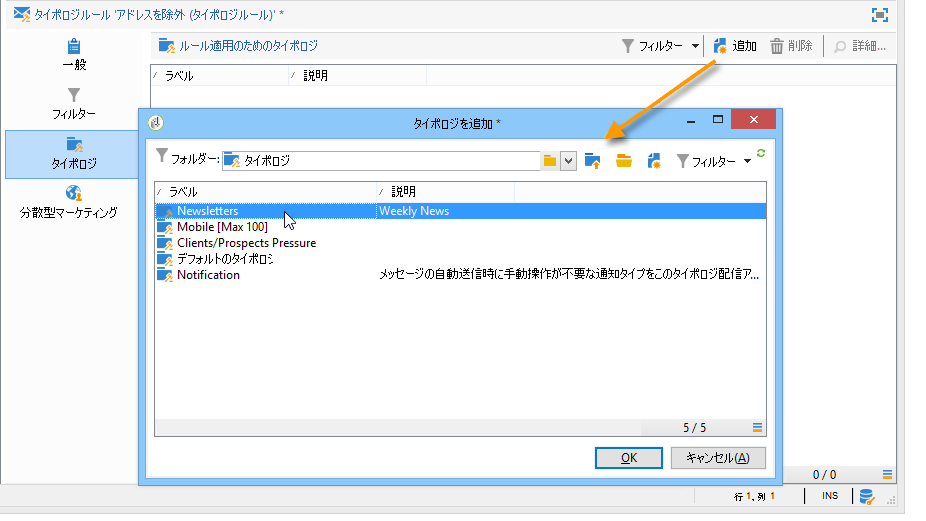 タイポロジルール 'アドレスを除外 (タイポロジルール)' *
一般
フィルター
タイポロジ
分散型マーケティング
ルール適用のためのタイポロジ
フィルター
追加
削除
詳細...
ラベル
説明
タイポロジを追加 *
フォルダー:
タイポロジ
フィルター
ラベル
説明
Newsletters
Weekly News
Mobile [Max 100]
Clients/Prospects Pressure
デフォルトのタイポロジ
Notification
メッセージの自動送信時に手動操作が不要な通知タイプをこのタイポロジ配信ア...
5 / 5
OK
キャンセル(A)
0 / 0
行 1, 列 1
INS